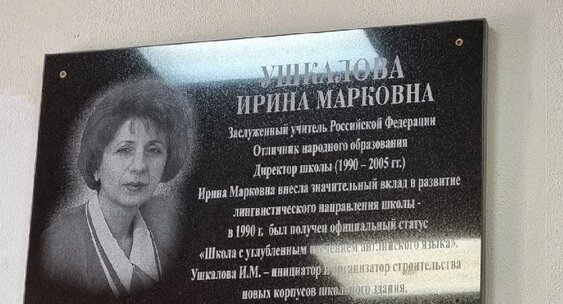 УШКАЛОВА
ИРИНА МАРКОВНА
Заслуженный учитель Российской Федерации
Отличник народного образования
Директор школы (1990 – 2005 гг.)
Ирина Марковна внесла значительный вклад в развитие
лингвистического направления школы -
в 1990 г. был получен официальный статус
«Школа с углубленным изучением английского языка».
Ушкалова И.М. – инициатор и организатор строительства
новых корпусов школьного здания.